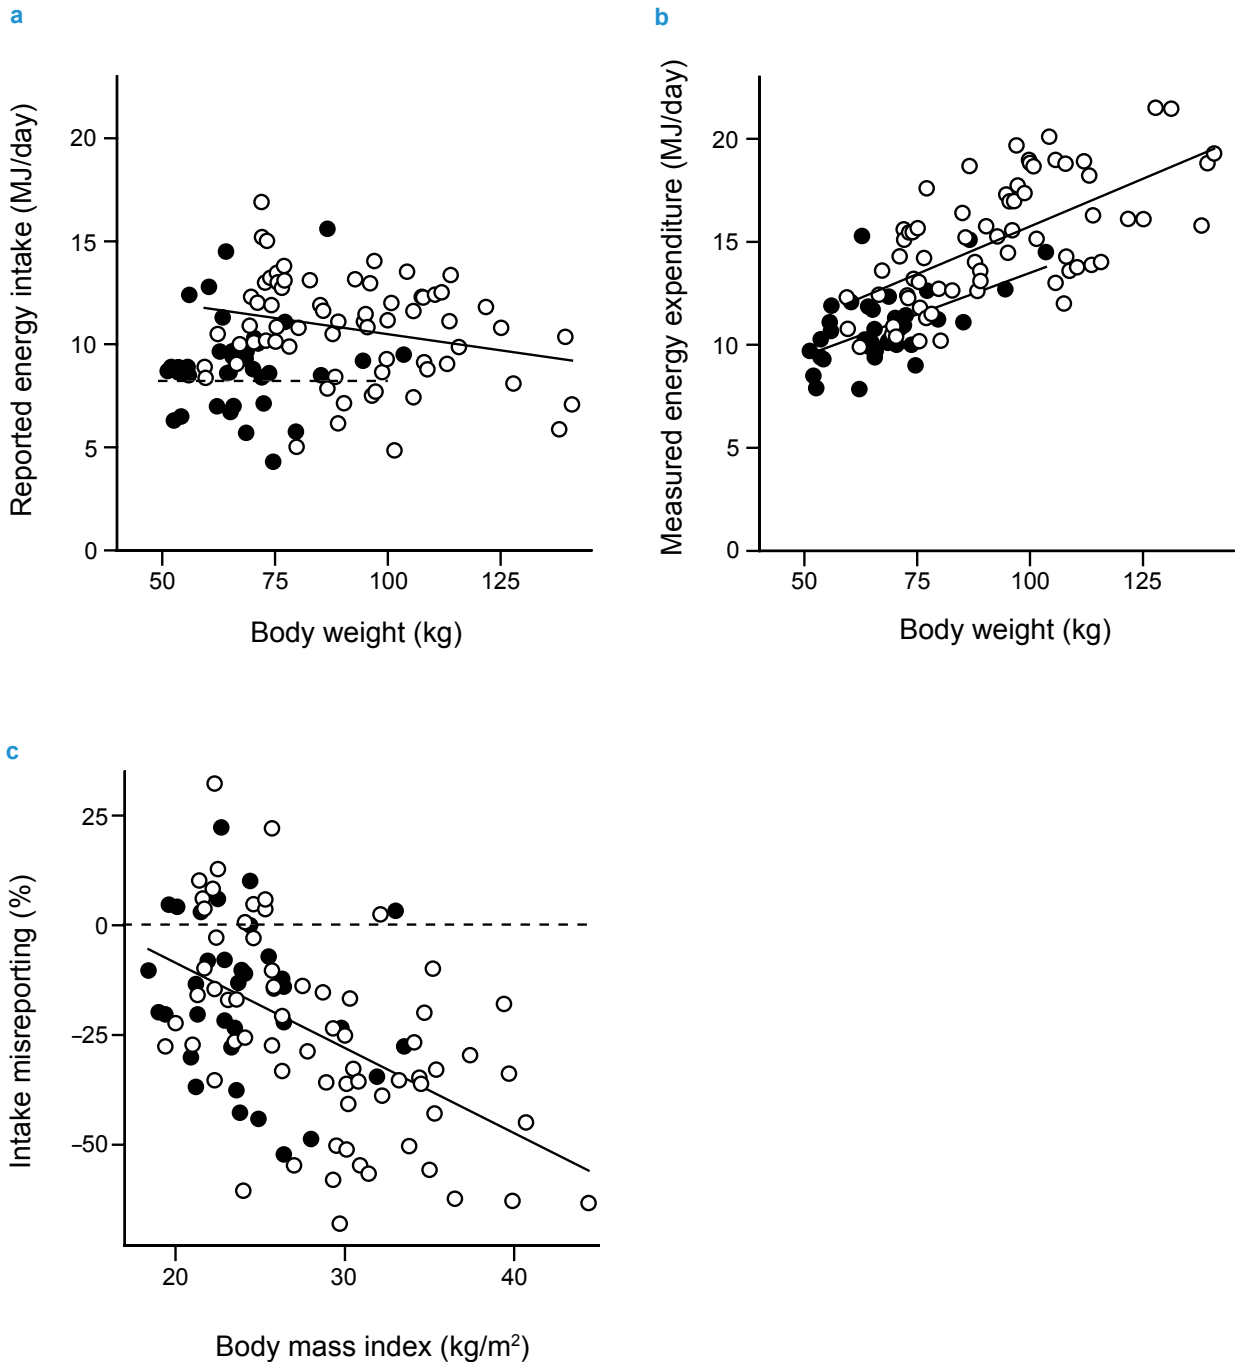 a
Reported energy intake (MJ/day)
20
15
10
5
0
50 75 100 125
Body weight (kg)
b
Measured energy expenditure (MJ/day)
20
15
10
5
0
50 75 100 125
Body weight (kg)
c
Intake misreporting (%)
25
0
−25
−50
20 30 40
Body mass index (kg/m²)